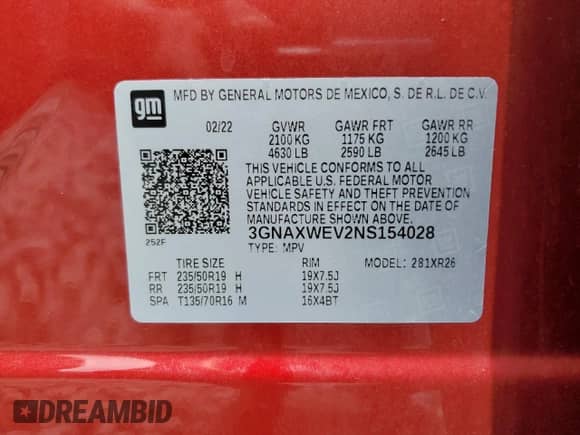 gm MFD BY GENERAL MOTORS DE MEXICO, S. DE R.L. DE C.V.
02/22 GVWR GAWR FRT GAWR RR
2100 KG 1175 KG 1200 KG
4630 LB 2590 LB 2645 LB
THIS VEHICLE CONFORMS TO ALL
APPLICABLE U.S. FEDERAL MOTOR
VEHICLE SAFETY AND THEFT PREVENTION
STANDARDS IN EFFECT ON THE DATE OF
MANUFACTURE SHOWN ABOVE.
3GNAXWEV2NS154028
252F TYPE: MPV
TIRE SIZE RIM MODEL: 281XR26
FRT 235/50R19 H 19X7.5J
RR 235/50R19 H 19X7.5J
SPA T135/70R16 M 16X4BT
DREAMBID